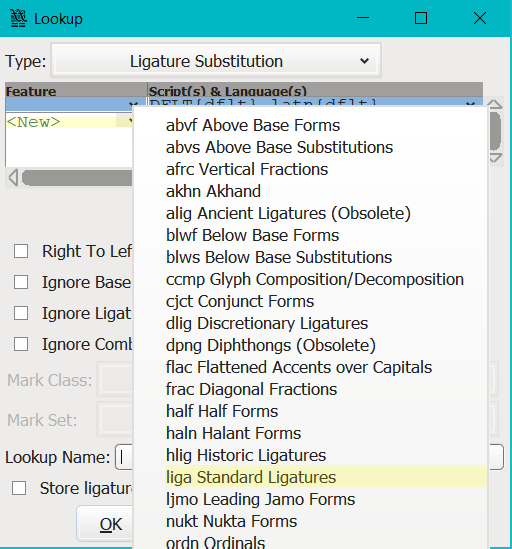 Lookup
Type: Ligature Substitution
Feature Script(s) & Language(s)
DFLT{dflt},latn{dflt}
<New>
abvf Above Base Forms
abvs Above Base Substitutions
afrc Vertical Fractions
akhn Akhand
alig Ancient Ligatures (Obsolete)
blwf Below Base Forms
Right To Left
blws Below Base Substitutions
Ignore Base
ccmp Glyph Composition/Decomposition
cjct Conjunct Forms
Ignore Ligat
dlig Discretionary Ligatures
Ignore Comb
dpng Diphthongs (Obsolete)
flac Flattened Accents over Capitals
Mark Class:
frac Diagonal Fractions
half Half Forms
Mark Set:
haln Halant Forms
Lookup Name:
hlig Historic Ligatures
liga Standard Ligatures
Store ligature
ljmo Leading Jamo Forms
OK
nukt Nukta Forms
ordn Ordinals